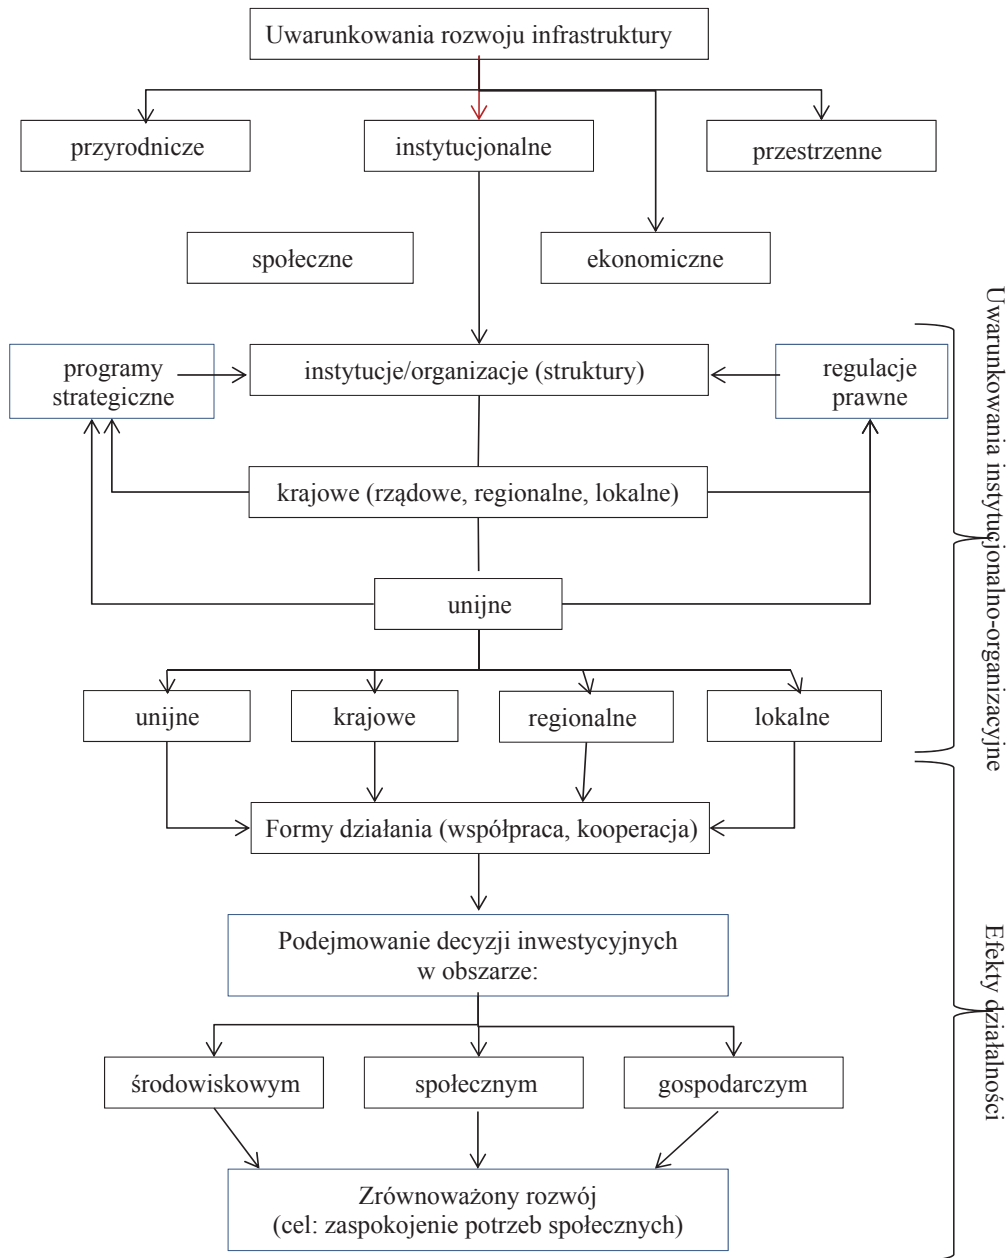 Uwarunkowania rozwoju infrastruktury
przyrodnicze
instytucjonalne
przestrzenne
społeczne
ekonomiczne
programy
strategiczne
instytucje/organizacje (struktury)
regulacje
prawne
krajowe (rządowe, regionalne, lokalne)
unijne
unijne
krajowe
regionalne
lokalne
Uwarunkowania instytucjonalno-organizacyjne
Formy działania (współpraca, kooperacja)
Podejmowanie decyzji inwestycyjnych
w obszarze:
środowiskowym
społecznym
gospodarczym
Zrównoważony rozwój
(cel: zaspokojenie potrzeb społecznych)
Efekty działalności